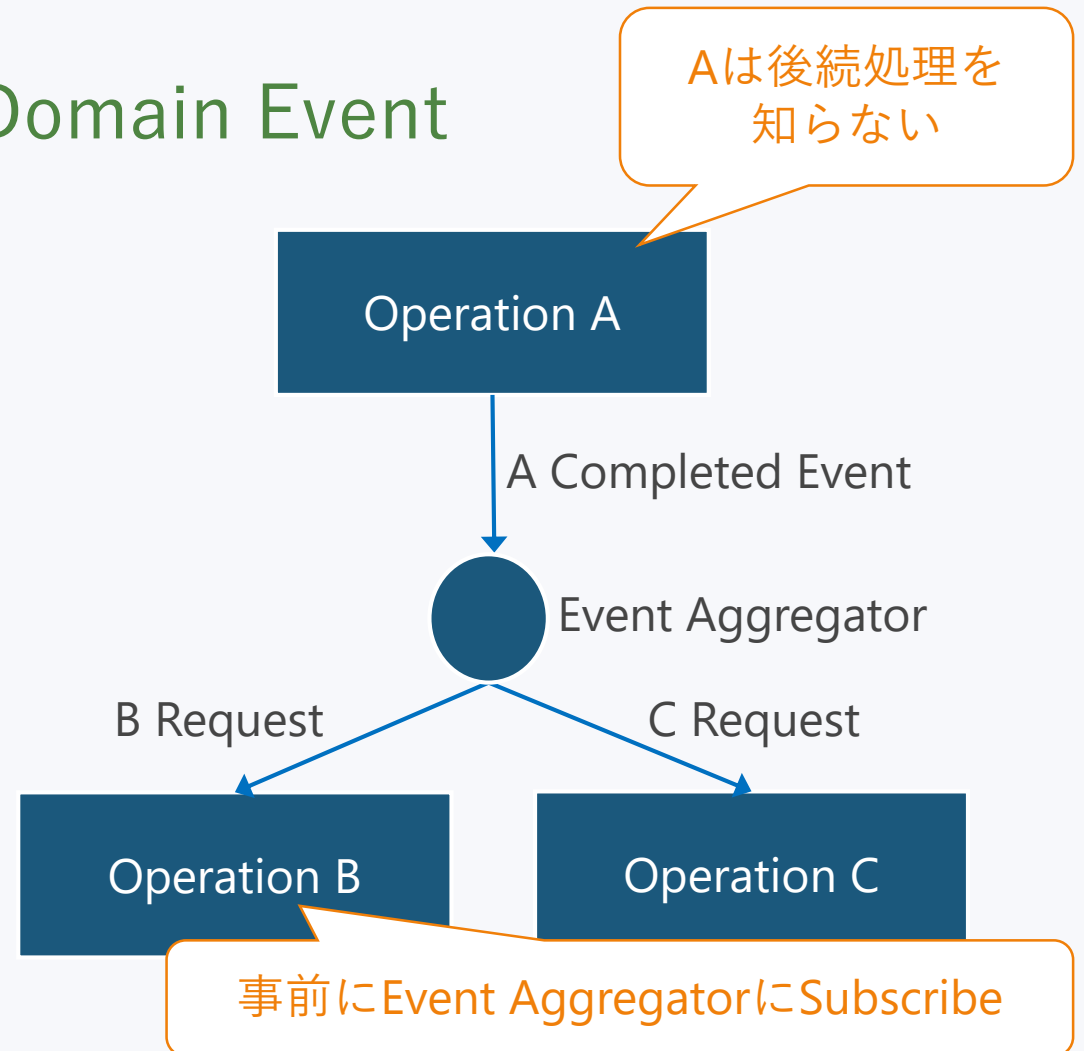 Domain Event
Aは後続処理を
知らない
Operation A
A Completed Event
Event Aggregator
B Request
C Request
Operation B
Operation C
事前にEvent AggregatorにSubscribe